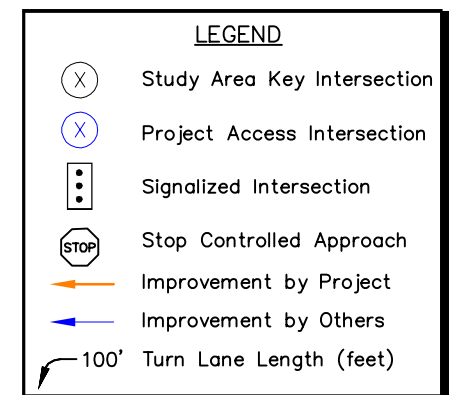 LEGEND
X Study Area Key Intersection
X Project Access Intersection
Signalized Intersection
STOP Stop Controlled Approach
Improvement by Project
Improvement by Others
100' Turn Lane Length (feet)